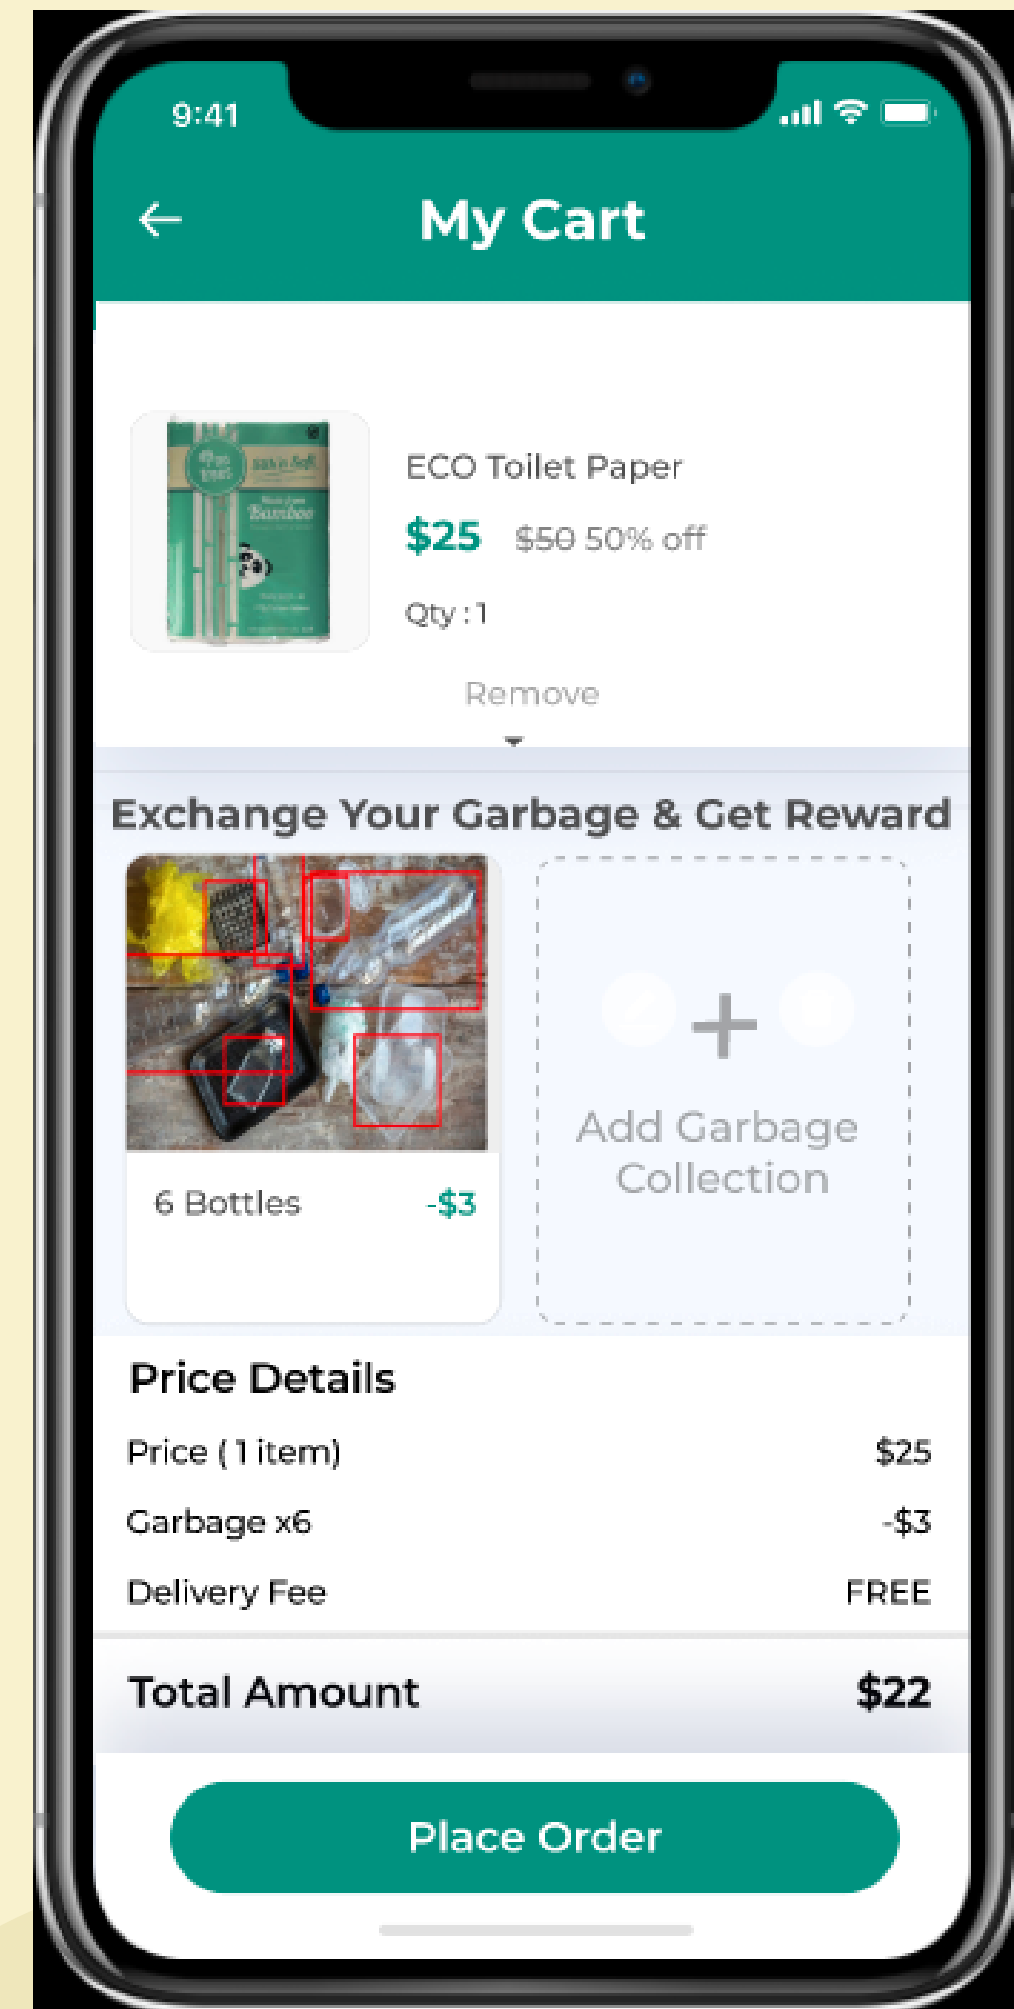 9:41
My Cart
ECO Toilet Paper
$25 $50 50% off
Qty : 1
Remove
Exchange Your Garbage & Get Reward
6 Bottles -$3
+
Add Garbage
Collection
Price Details
Price ( 1 item) $25
Garbage x6 -$3
Delivery Fee FREE
Total Amount $22
Place Order
Bamboo